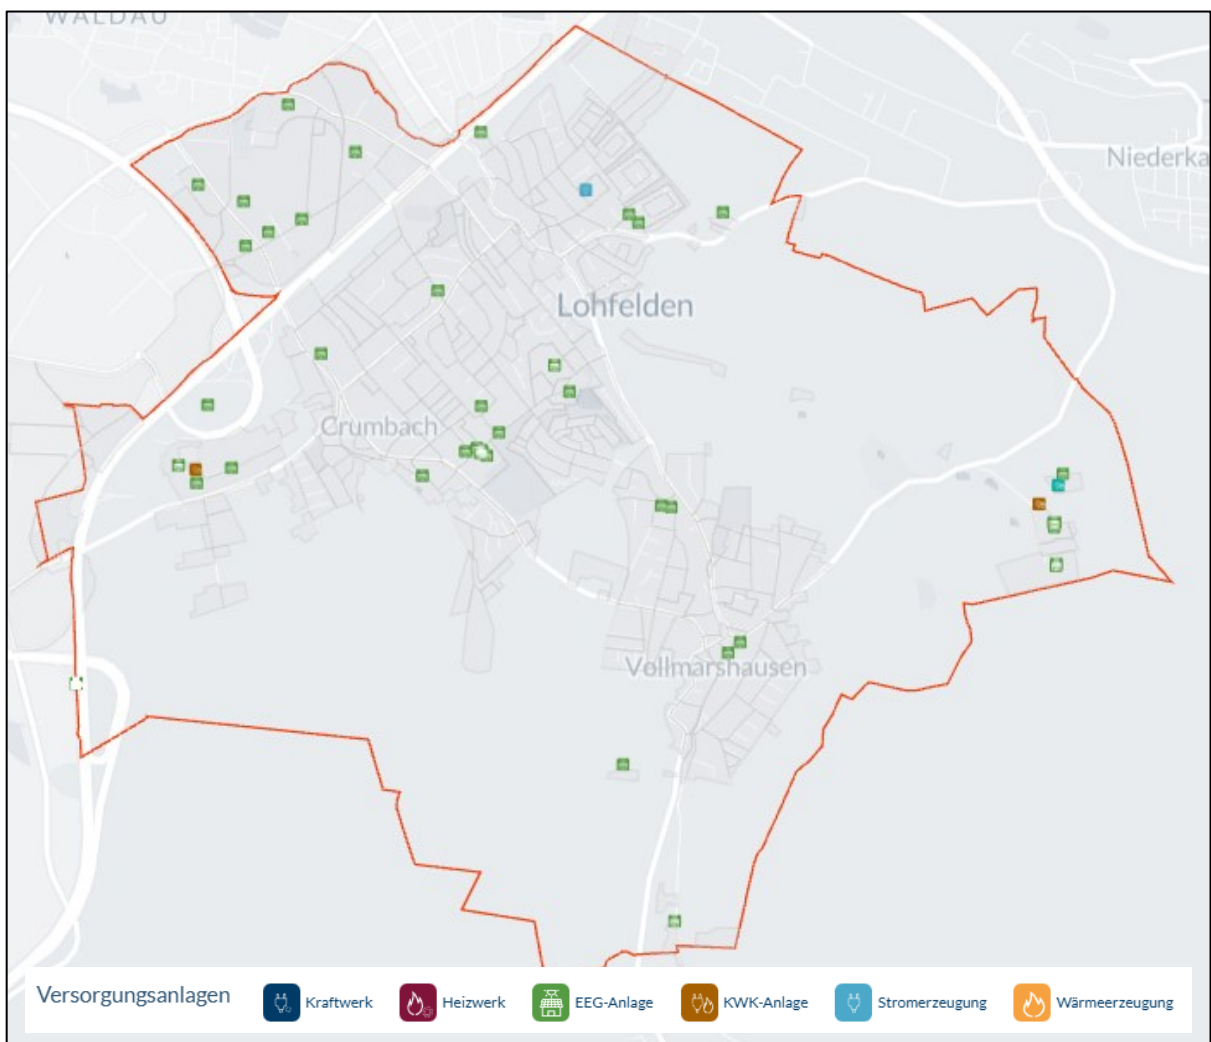 WALDAU
Niederka
Lohfelden
Crumbach
Vollmarshausen
Versorgungsanlagen
Kraftwerk
Heizwerk
EEG-Anlage
KWK-Anlage
Stromerzeugung
Wärmeerzeugung